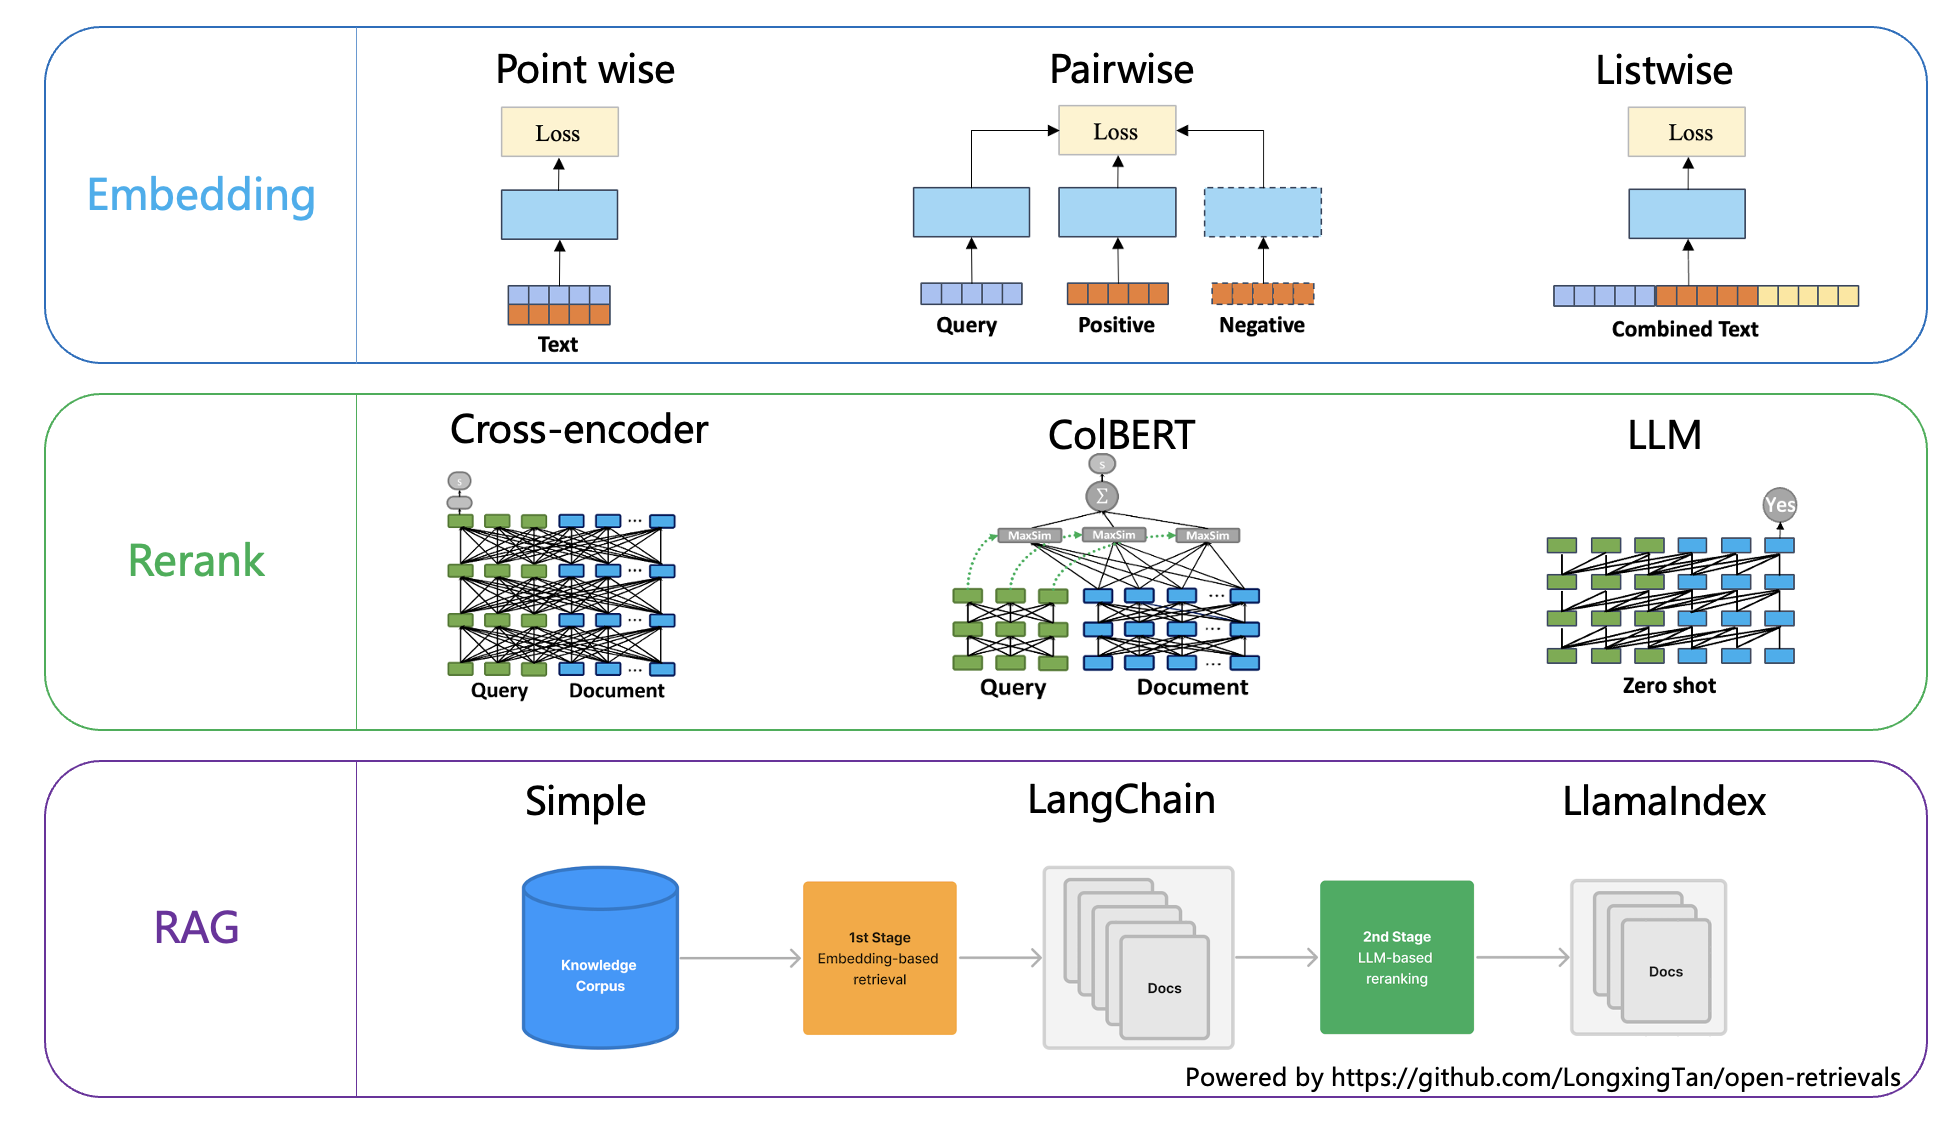 Embedding
Point wise
Loss
Text
Pairwise
Loss
Query
Positive
Negative
Listwise
Loss
Combined Text
Rerank
Cross-encoder
s
...
...
...
...
Query
Document
ColBERT
s
Σ
MaxSim
MaxSim
MaxSim
...
...
...
Query
Document
LLM
Yes
Zero shot
RAG
Simple
LangChain
LlamaIndex
Knowledge
Corpus
1st Stage
Embedding-based
retrieval
Docs
2nd Stage
LLM-based
reranking
Docs
Powered by https://github.com/LongxingTan/open-retrievals